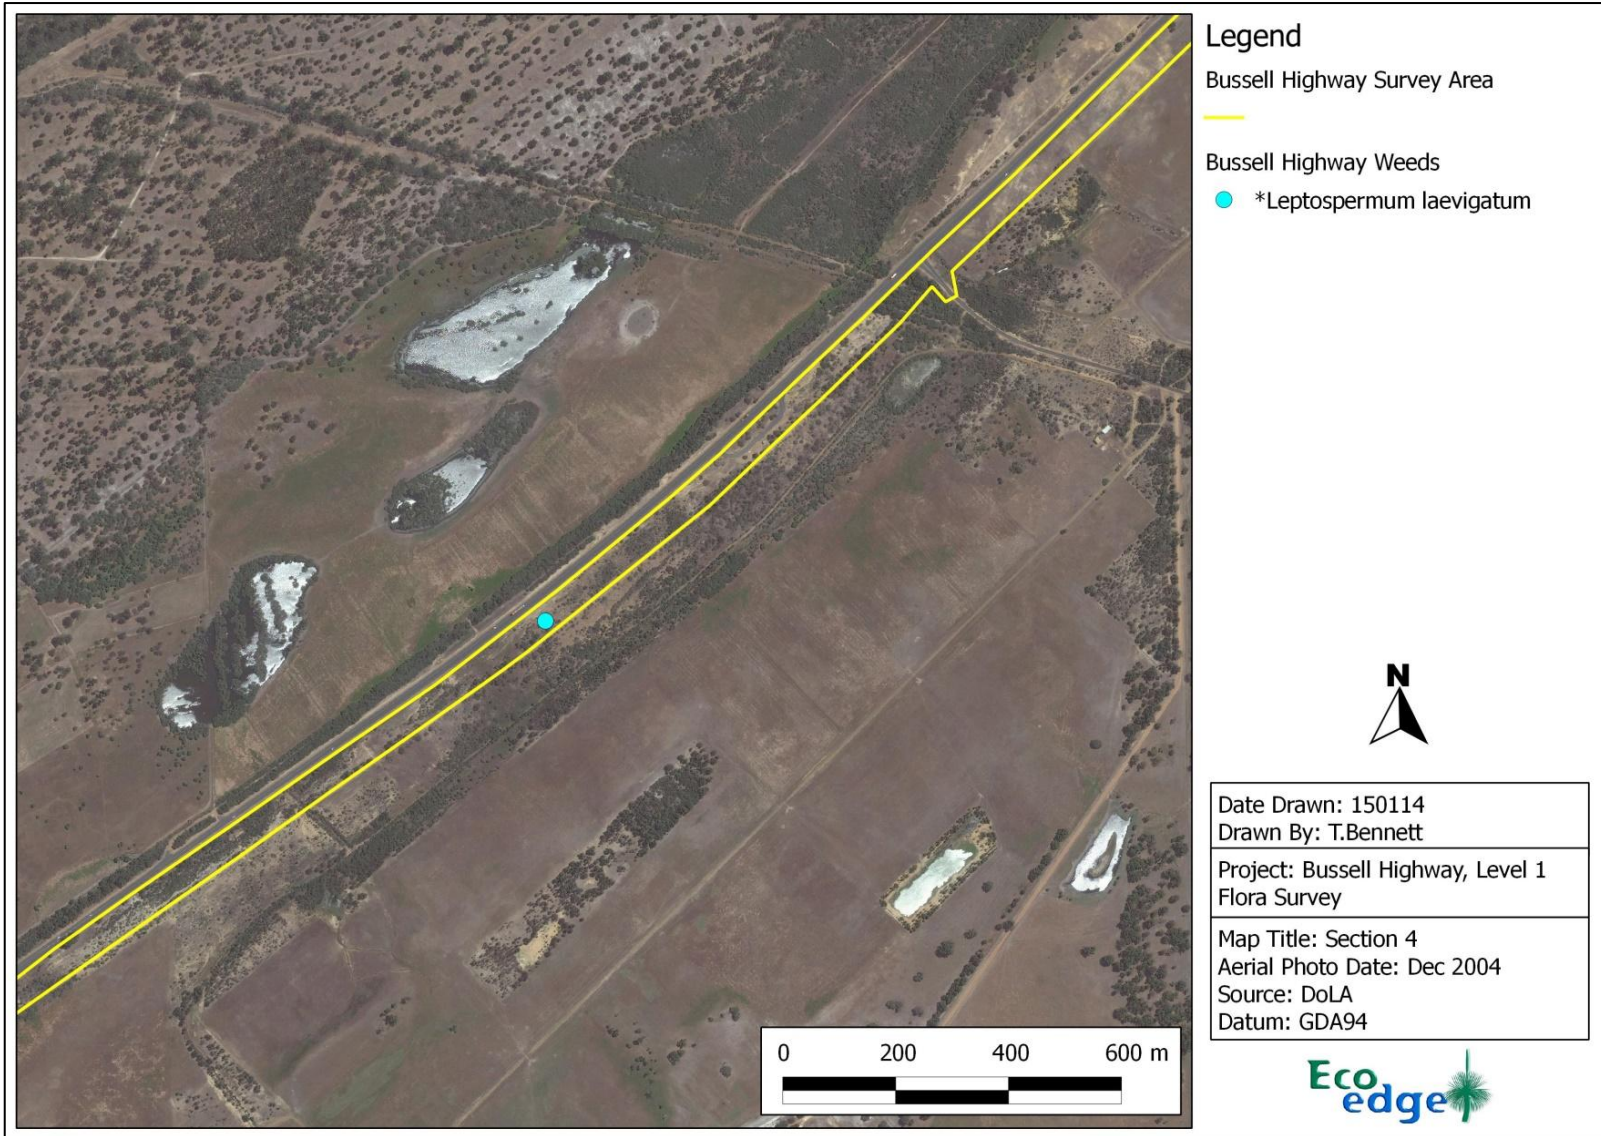 Legend
Bussell Highway Survey Area
Bussell Highway Weeds
*Leptospermum laevigatum
N
Date Drawn: 150114
Drawn By: T.Bennett
Project: Bussell Highway, Level 1
Flora Survey
Map Title: Section 4
Aerial Photo Date: Dec 2004
Source: DoLA
Datum: GDA94
0 200 400 600 m
Eco
edge